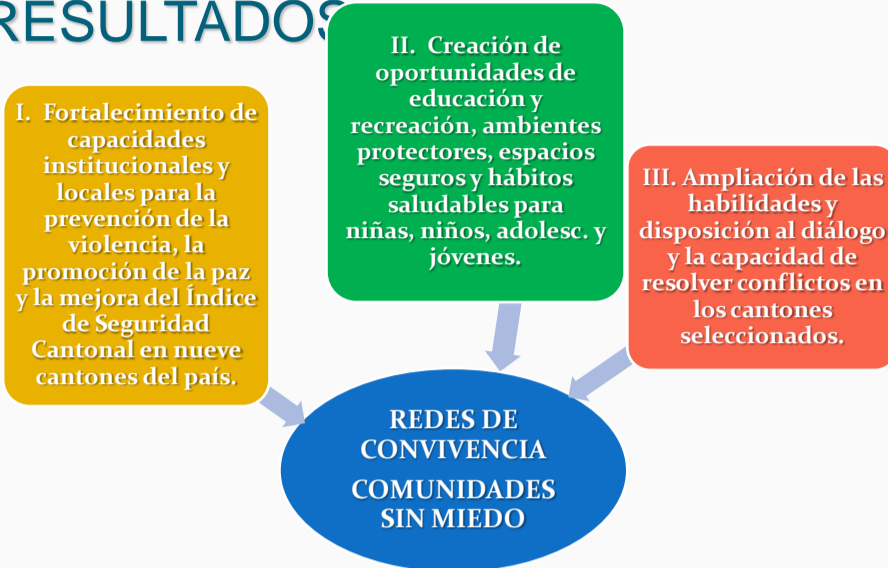 RESULTADOS
I. Fortalecimiento de
capacidades
institucionales y
locales para la
prevención de la
violencia, la
promoción de la paz
y la mejora del Índice
de Seguridad
Cantonal en nueve
cantones del país.
II. Creación de
oportunidades de
educación y
recreación, ambientes
protectores, espacios
seguros y hábitos
saludables para
niñas, niños, adolesc. y
jóvenes.
III. Ampliación de las
habilidades y
disposición al diálogo
y la capacidad de
resolver conflictos en
los cantones
seleccionados.
REDES DE
CONVIVENCIA
COMUNIDADES
SIN MIEDO